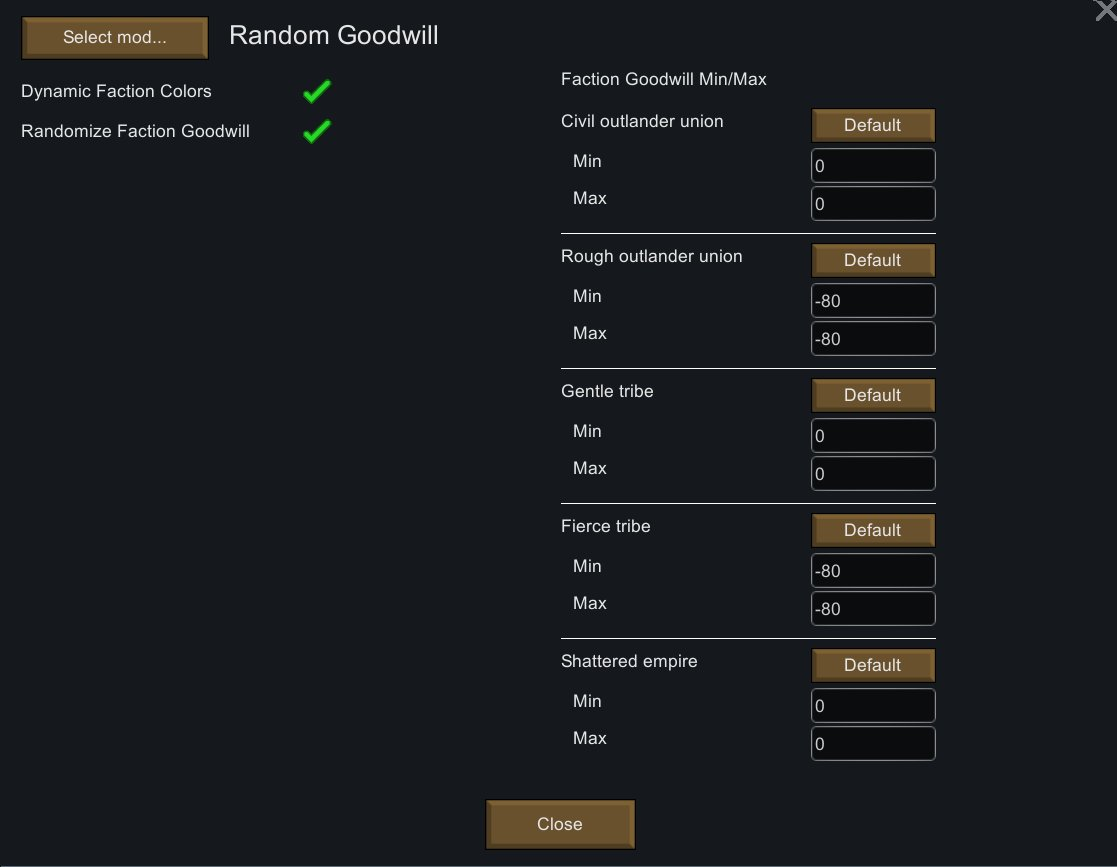 Select mod...
Random Goodwill
Dynamic Faction Colors
Randomize Faction Goodwill
Faction Goodwill Min/Max
Civil outlander union
Default
Min
0
Max
0
Rough outlander union
Default
Min
-80
Max
-80
Gentle tribe
Default
Min
0
Max
0
Fierce tribe
Default
Min
-80
Max
-80
Shattered empire
Default
Min
0
Max
0
Close